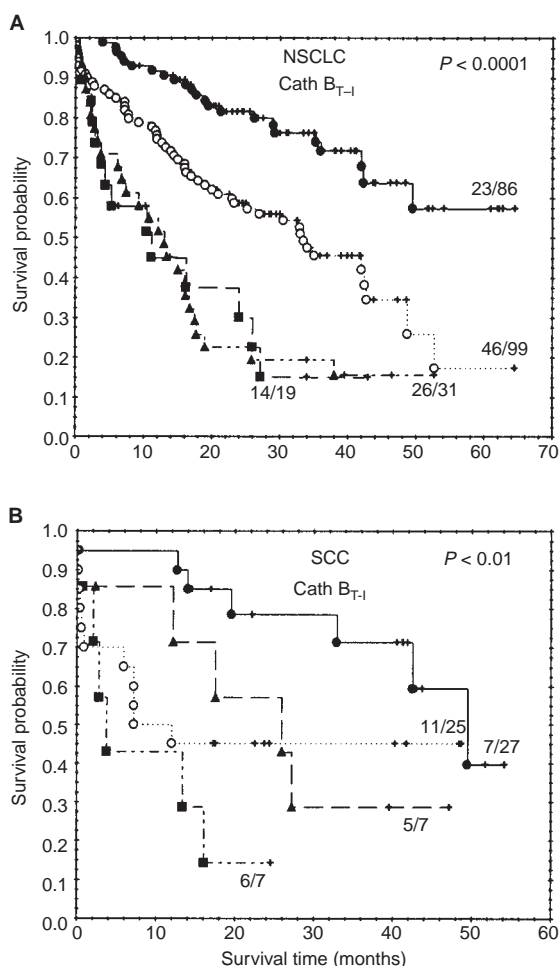 A
NSCLC
Cath B_T–I
P < 0.0001
Survival probability
1.0
0.9
0.8
0.7
0.6
0.5
0.4
0.3
0.2
0.1
0.0
23/86
46/99
14/19
26/31
0 10 20 30 40 50 60 70
B
SCC
Cath B_T-I
P < 0.01
Survival probability
1.0
0.9
0.8
0.7
0.6
0.5
0.4
0.3
0.2
0.1
0.0
11/25
7/27
5/7
6/7
0 10 20 30 40 50 60
Survival time (months)